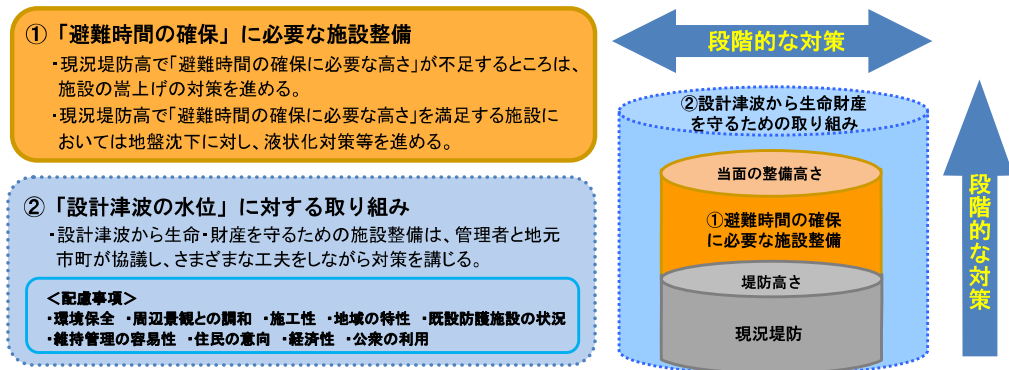 ① 「避難時間の確保」に必要な施設整備
・現況堤防高で「避難時間の確保に必要な高さ」が不足するところは、
施設の嵩上げの対策を進める。
・現況堤防高で「避難時間の確保に必要な高さ」を満足する施設に
おいては地盤沈下に対し、液状化対策等を進める。
② 「設計津波の水位」に対する取り組み
・設計津波から生命・財産を守るための施設整備は、管理者と地元
市町が協議し、さまざまな工夫をしながら対策を講じる。
＜配慮事項＞
・環境保全 ・周辺景観との調和 ・施工性 ・地域の特性 ・既設防護施設の状況
・維持管理の容易性 ・住民の意向 ・経済性 ・公衆の利用
段階的な対策
②設計津波から生命財産
を守るための取り組み
当面の整備高さ
①避難時間の確保
に必要な施設整備
堤防高さ
現況堤防
段階的な対策